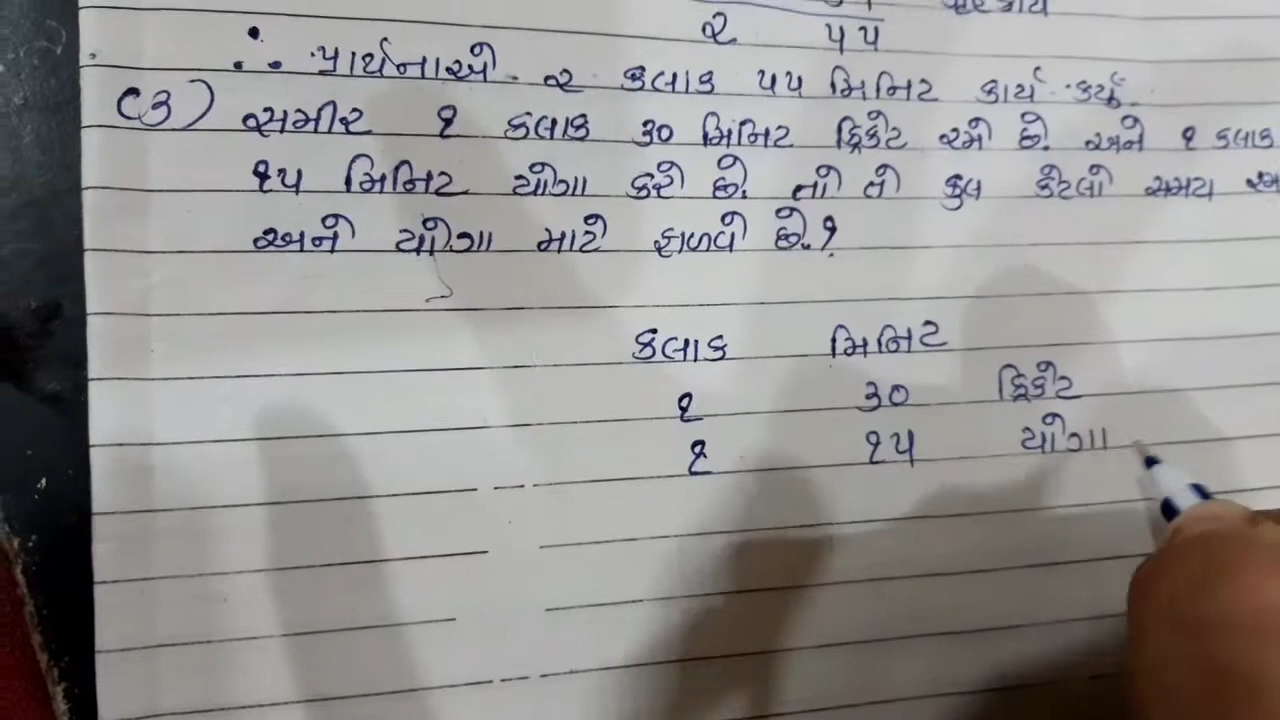 ૨ ૫૫
∴ પ્રાર્થનાએ ૨ કલાક ૫૫ મિનિટ કાર્ય કર્યું.
(૩) સમીર ૧ કલાક ૩૦ મિનિટ ક્રિકેટ રમે છે. અને ૧ કલાક
૧૫ મિનિટ યોગા કરે છે. તો તે કુલ કેટલો સમય
અને યોગા માટે ફાળવે છે.?
કલાક મિનિટ
૧ ૩૦ ક્રિકેટ
૧ ૧૫ યોગા